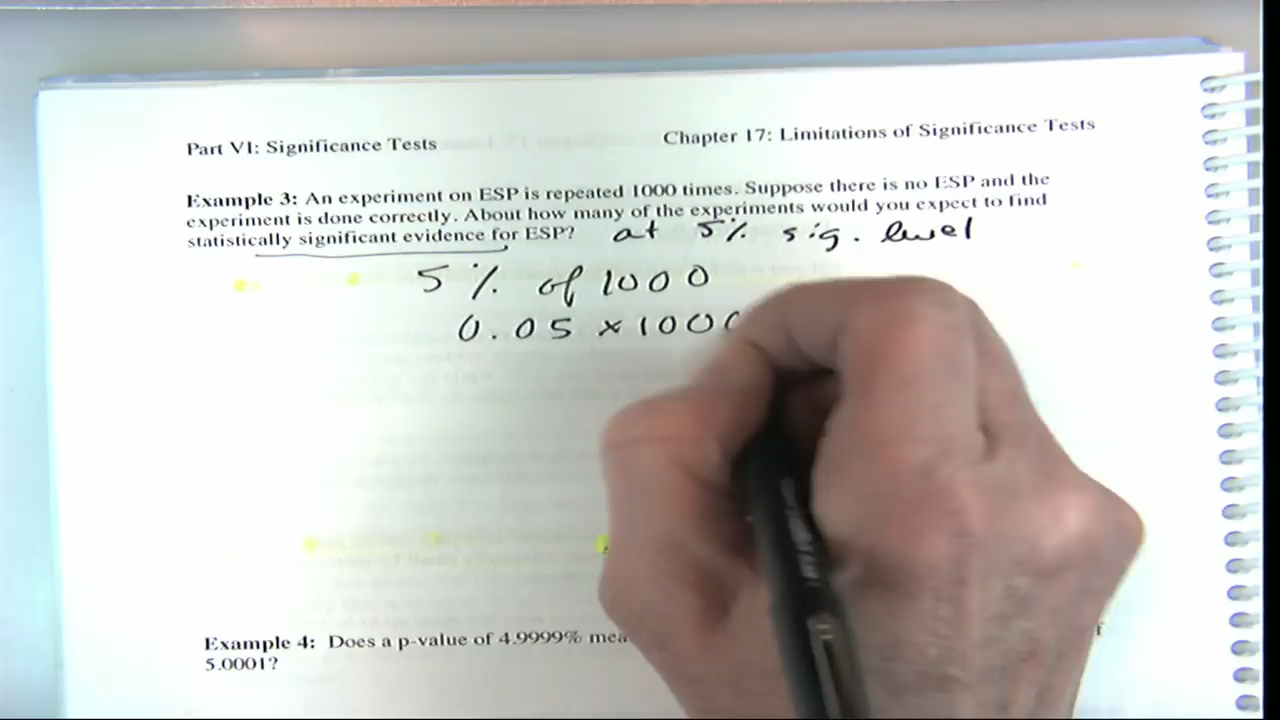 Part VI: Significance Tests
Chapter 17: Limitations of Significance Tests
Example 3: An experiment on ESP is repeated 1000 times. Suppose there is no ESP and the
experiment is done correctly. About how many of the experiments would you expect to find
statistically significant evidence for ESP? at 5% sig. level
5% of 1000
0.05 × 1000
Example 4: Does a p-value of 4.9999% mea
5.0001?